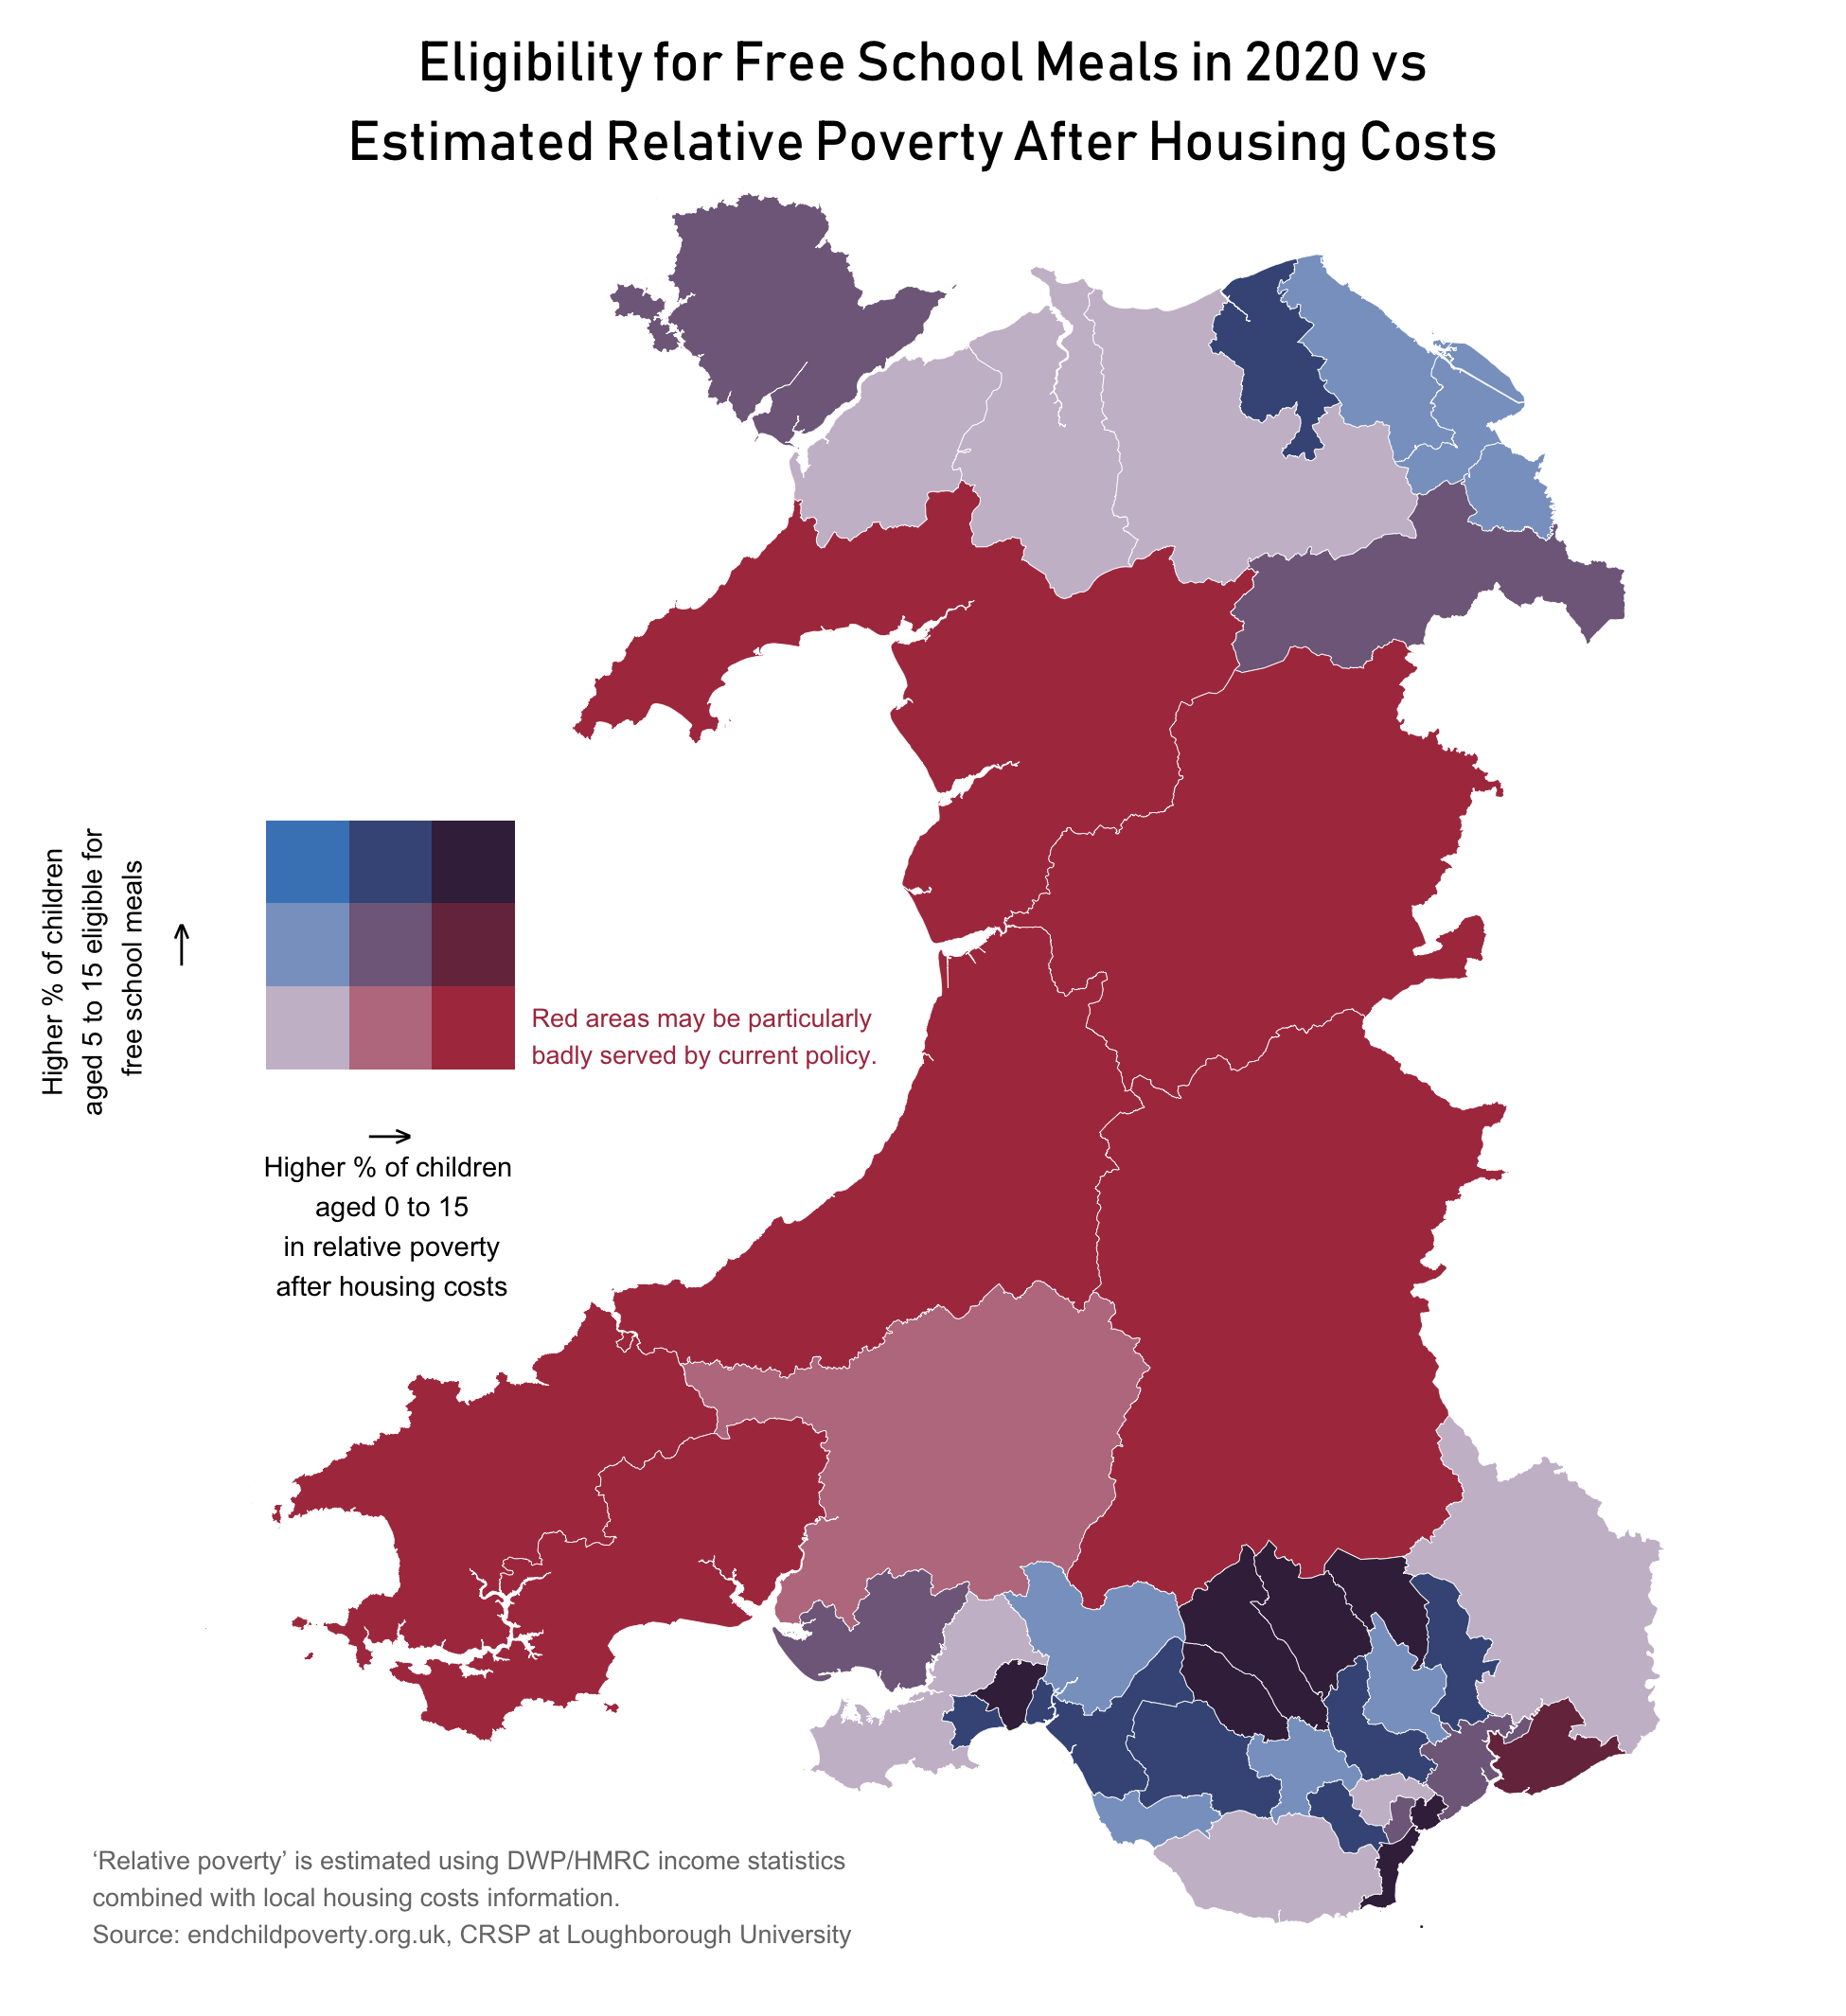 Eligibility for Free School Meals in 2020 vs
Estimated Relative Poverty After Housing Costs
Higher % of children
aged 5 to 15 eligible for
free school meals
Red areas may be particularly
badly served by current policy.
Higher % of children
aged 0 to 15
in relative poverty
after housing costs
‘Relative poverty’ is estimated using DWP/HMRC income statistics
combined with local housing costs information.
Source: endchildpoverty.org.uk, CRSP at Loughborough University